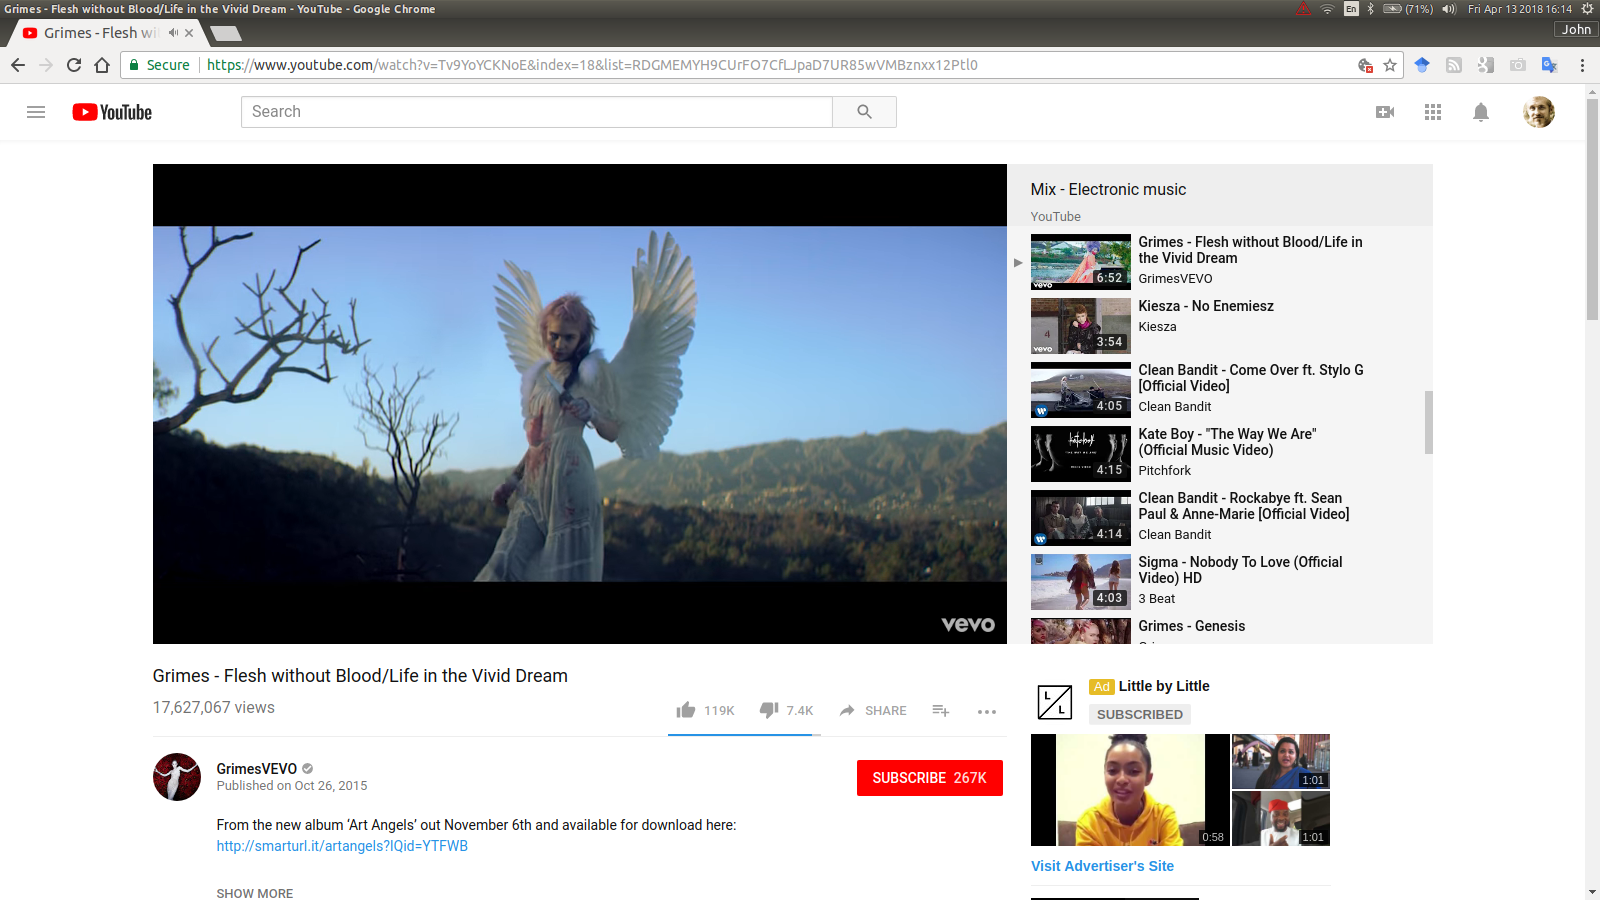 Grimes - Flesh without Blood/Life in the Vivid Dream - YouTube - Google Chrome
En (71%) Fri Apr 13 2018 16:14
Grimes - Flesh wi
John
Secure https://www.youtube.com/watch?v=Tv9YoYCKNoE&index=18&list=RDGMEMYH9CUrFO7CfLJpaD7UR85wVMBznxx12Ptl0
YouTube
Search
Mix - Electronic music
YouTube
Grimes - Flesh without Blood/Life in
the Vivid Dream
GrimesVEVO
6:52
vevo
Kiesza - No Enemiesz
Kiesza
4
3:54
vevo
Clean Bandit - Come Over ft. Stylo G
[Official Video]
Clean Bandit
4:05
Kate Boy - "The Way We Are"
(Official Music Video)
Pitchfork
4:15
Clean Bandit - Rockabye ft. Sean
Paul & Anne-Marie [Official Video]
Clean Bandit
4:14
Sigma - Nobody To Love (Official
Video) HD
3 Beat
4:03
Grimes - Genesis
vevo
Grimes - Flesh without Blood/Life in the Vivid Dream
17,627,067 views
119K 7.4K SHARE
GrimesVEVO
Published on Oct 26, 2015
SUBSCRIBE 267K
From the new album ‘Art Angels’ out November 6th and available for download here:
http://smarturl.it/artangels?IQid=YTFWB
SHOW MORE
L L
Ad Little by Little
SUBSCRIBED
0:58
1:01
1:01
Visit Advertiser's Site